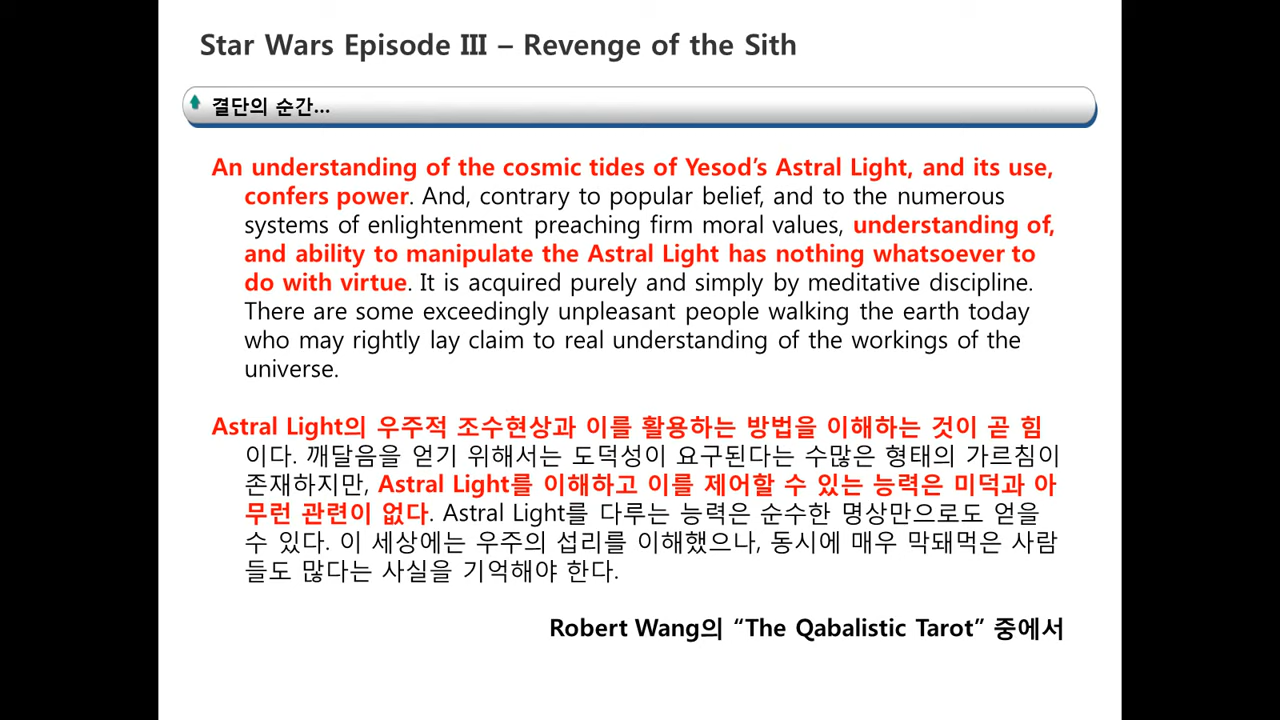 Star Wars Episode III – Revenge of the Sith
결단의 순간...
An understanding of the cosmic tides of Yesod’s Astral Light, and its use,
confers power. And, contrary to popular belief, and to the numerous
systems of enlightenment preaching firm moral values, understanding of,
and ability to manipulate the Astral Light has nothing whatsoever to
do with virtue. It is acquired purely and simply by meditative discipline.
There are some exceedingly unpleasant people walking the earth today
who may rightly lay claim to real understanding of the workings of the
universe.
Astral Light의 우주적 조수현상과 이를 활용하는 방법을 이해하는 것이 곧 힘
이다. 깨달음을 얻기 위해서는 도덕성이 요구된다는 수많은 형태의 가르침이
존재하지만, Astral Light를 이해하고 이를 제어할 수 있는 능력은 미덕과 아
무런 관련이 없다. Astral Light를 다루는 능력은 순수한 명상만으로도 얻을
수 있다. 이 세상에는 우주의 섭리를 이해했으나, 동시에 매우 막돼먹은 사람
들도 많다는 사실을 기억해야 한다.
Robert Wang의 “The Qabalistic Tarot” 중에서